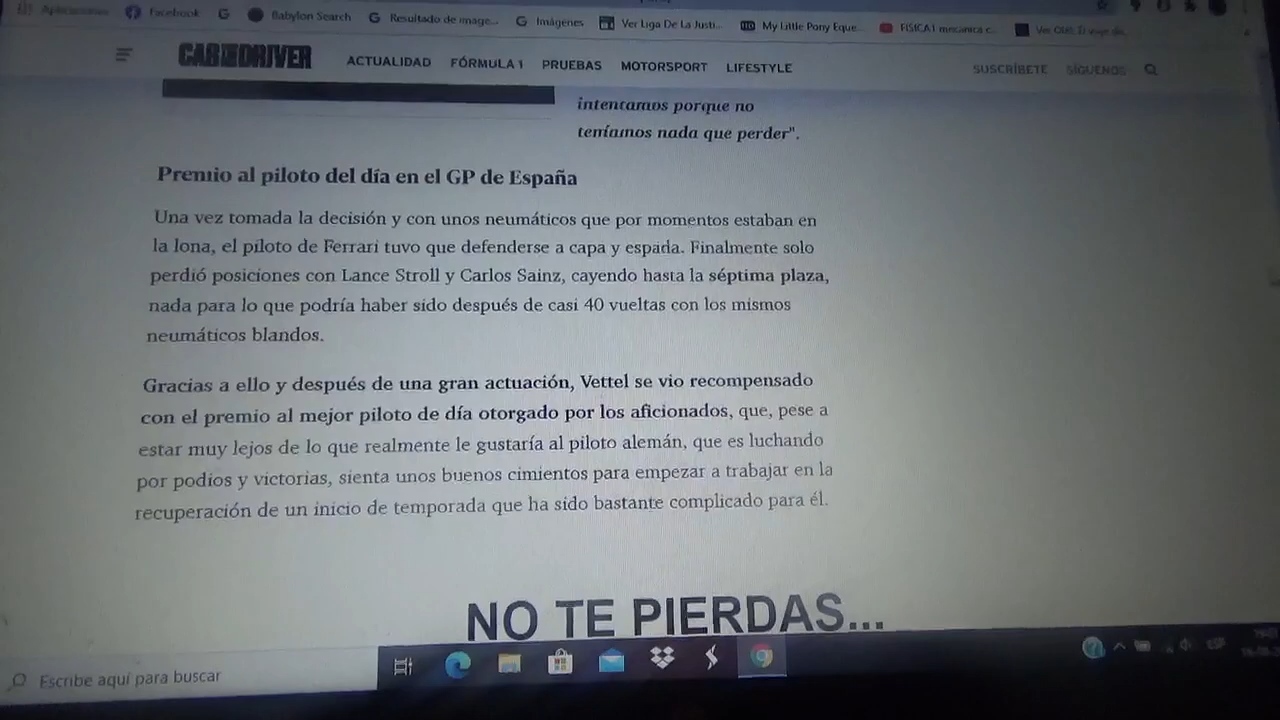 Aplicaciones facebook Babylon Search Resultado de image... Imágenes Ver Liga De La Justi... My Little Pony Eque... FISICA I mecanica c...
CAR AND DRIVER ACTUALIDAD FÓRMULA 1 PRUEBAS MOTORSPORT LIFESTYLE SUSCRÍBETE SÍGUENOS
intentamos porque no
teníamos nada que perder".
Premio al piloto del día en el GP de España
Una vez tomada la decisión y con unos neumáticos que por momentos estaban en
la lona, el piloto de Ferrari tuvo que defenderse a capa y espada. Finalmente solo
perdió posiciones con Lance Stroll y Carlos Sainz, cayendo hasta la séptima plaza,
nada para lo que podría haber sido después de casi 40 vueltas con los mismos
neumáticos blandos.
Gracias a ello y después de una gran actuación, Vettel se vio recompensado
con el premio al mejor piloto de día otorgado por los aficionados, que, pese a
estar muy lejos de lo que realmente le gustaría al piloto alemán, que es luchando
por podios y victorias, sienta unos buenos cimientos para empezar a trabajar en la
recuperación de un inicio de temporada que ha sido bastante complicado para él.
NO TE PIERDAS...
Escribe aquí para buscar